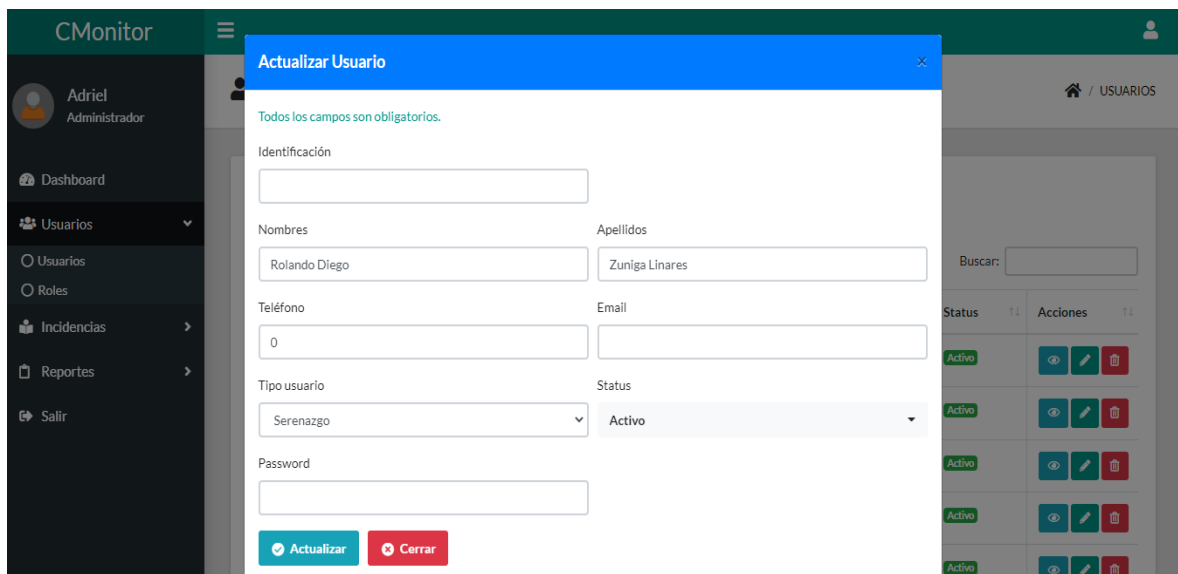 CMonitor
Adriel
Administrador
Dashboard
Usuarios
Usuarios
Roles
Incidencias
Reportes
Salir
/ USUARIOS
Actualizar Usuario ×
Todos los campos son obligatorios.
Identificación
Nombres Apellidos
Rolando Diego Zuniga Linares
Teléfono Email
0
Tipo usuario Status
Serenazgo Activo
Password
Actualizar Cerrar
Buscar:
Status Acciones
Activo
Activo
Activo
Activo
Activo